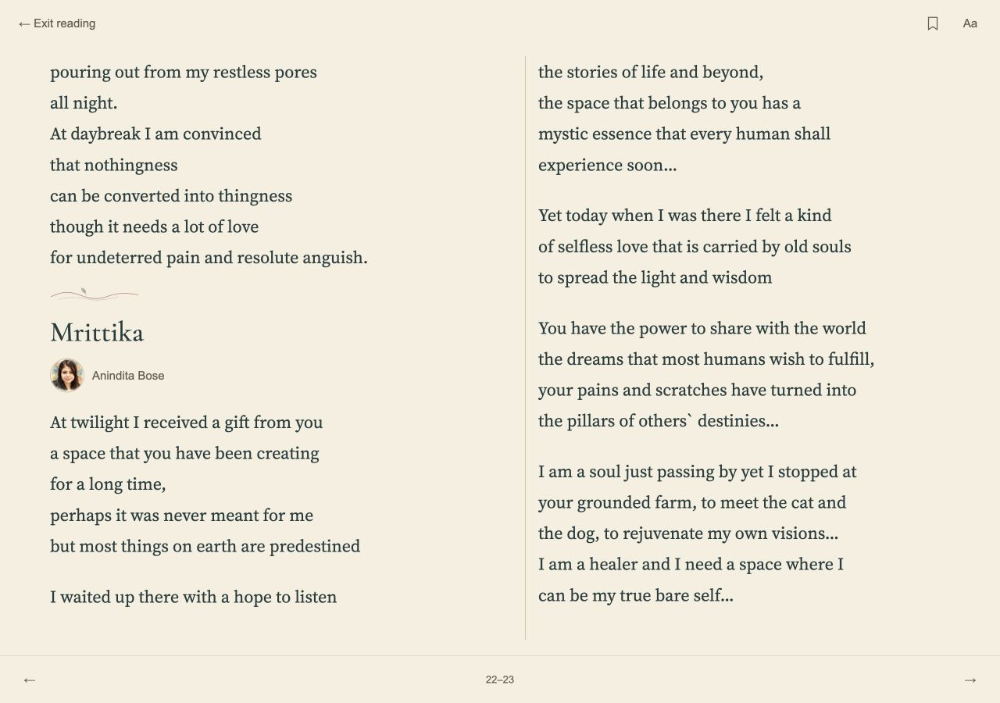 ← Exit reading
Aa
pouring out from my restless pores
all night.
At daybreak I am convinced
that nothingness
can be converted into thingness
though it needs a lot of love
for undeterred pain and resolute anguish.
Mrittika
Anindita Bose
At twilight I received a gift from you
a space that you have been creating
for a long time,
perhaps it was never meant for me
but most things on earth are predestined
I waited up there with a hope to listen
the stories of life and beyond,
the space that belongs to you has a
mystic essence that every human shall
experience soon...
Yet today when I was there I felt a kind
of selfless love that is carried by old souls
to spread the light and wisdom
You have the power to share with the world
the dreams that most humans wish to fulfill,
your pains and scratches have turned into
the pillars of others` destinies...
I am a soul just passing by yet I stopped at
your grounded farm, to meet the cat and
the dog, to rejuvenate my own visions...
I am a healer and I need a space where I
can be my true bare self...
← 22–23 →